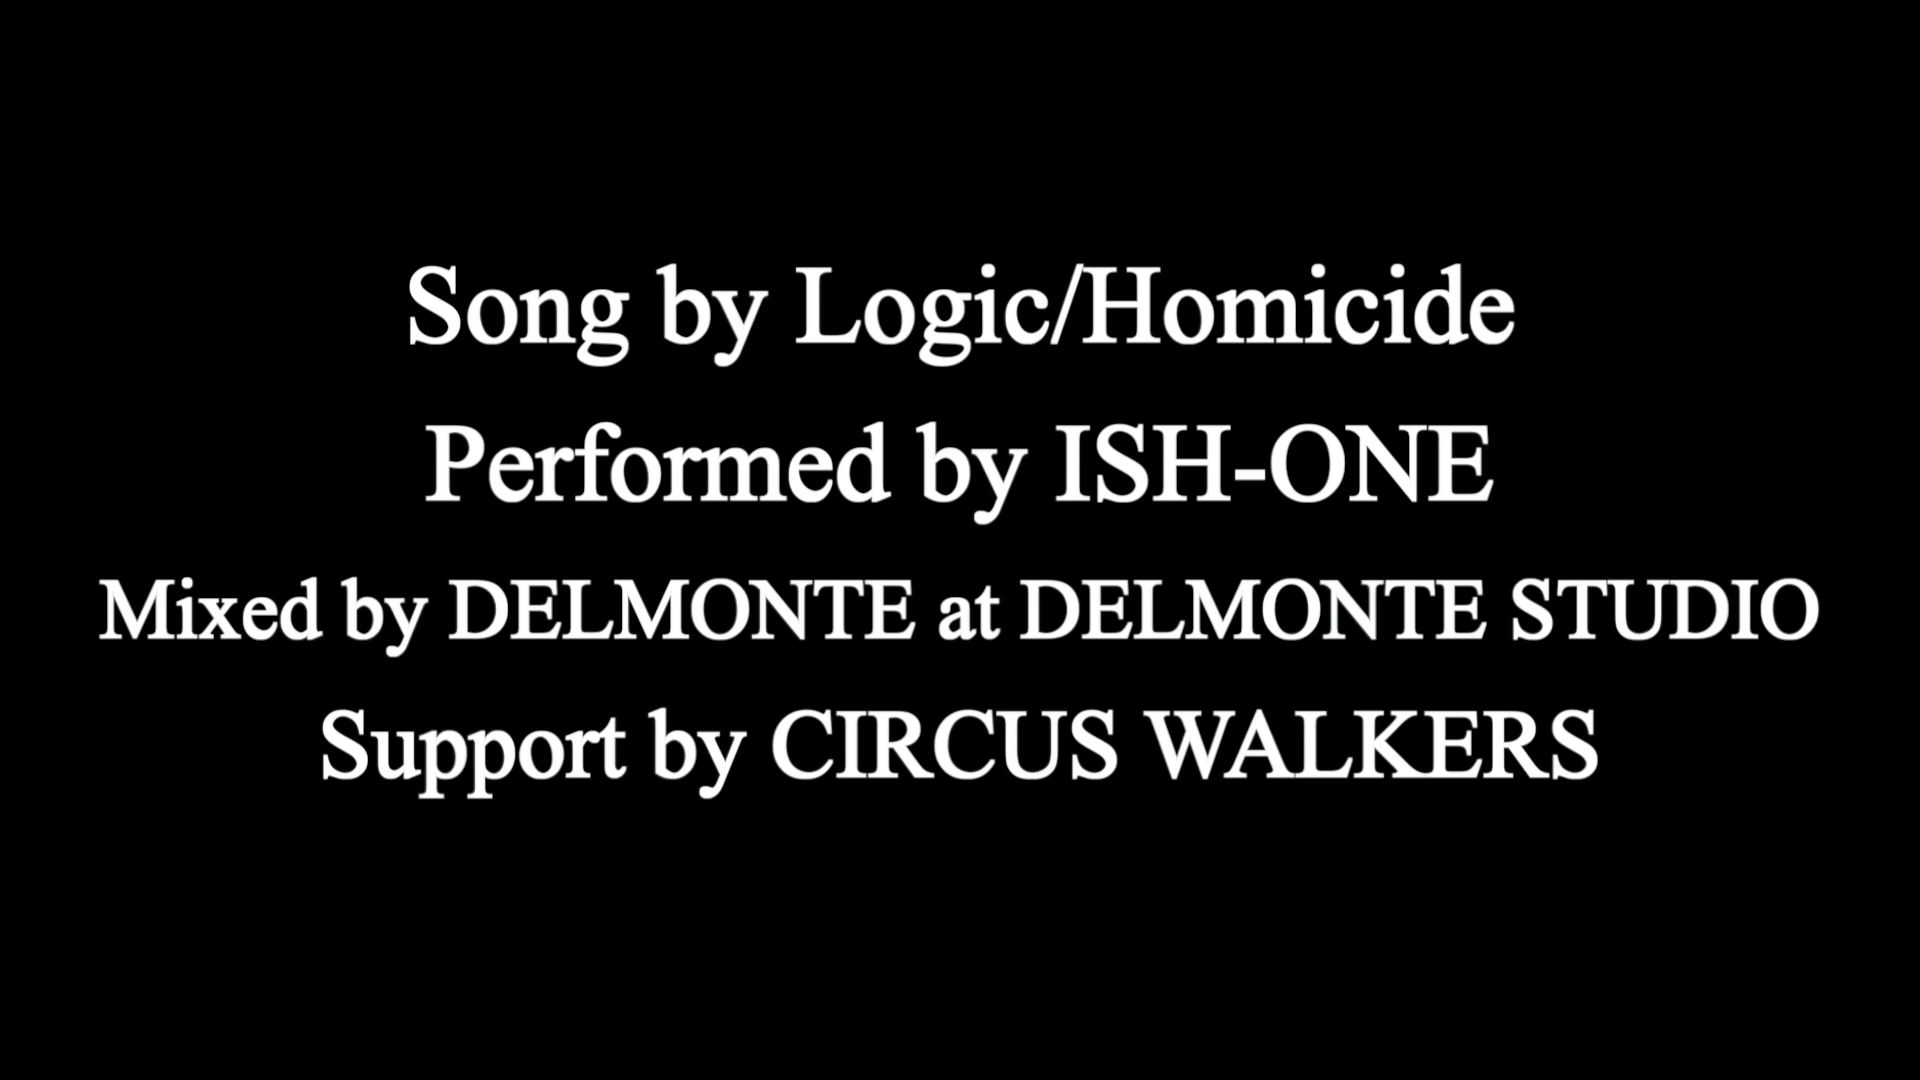 Song by Logic/Homicide
Performed by ISH-ONE
Mixed by DELMONTE at DELMONTE STUDIO
Support by CIRCUS WALKERS